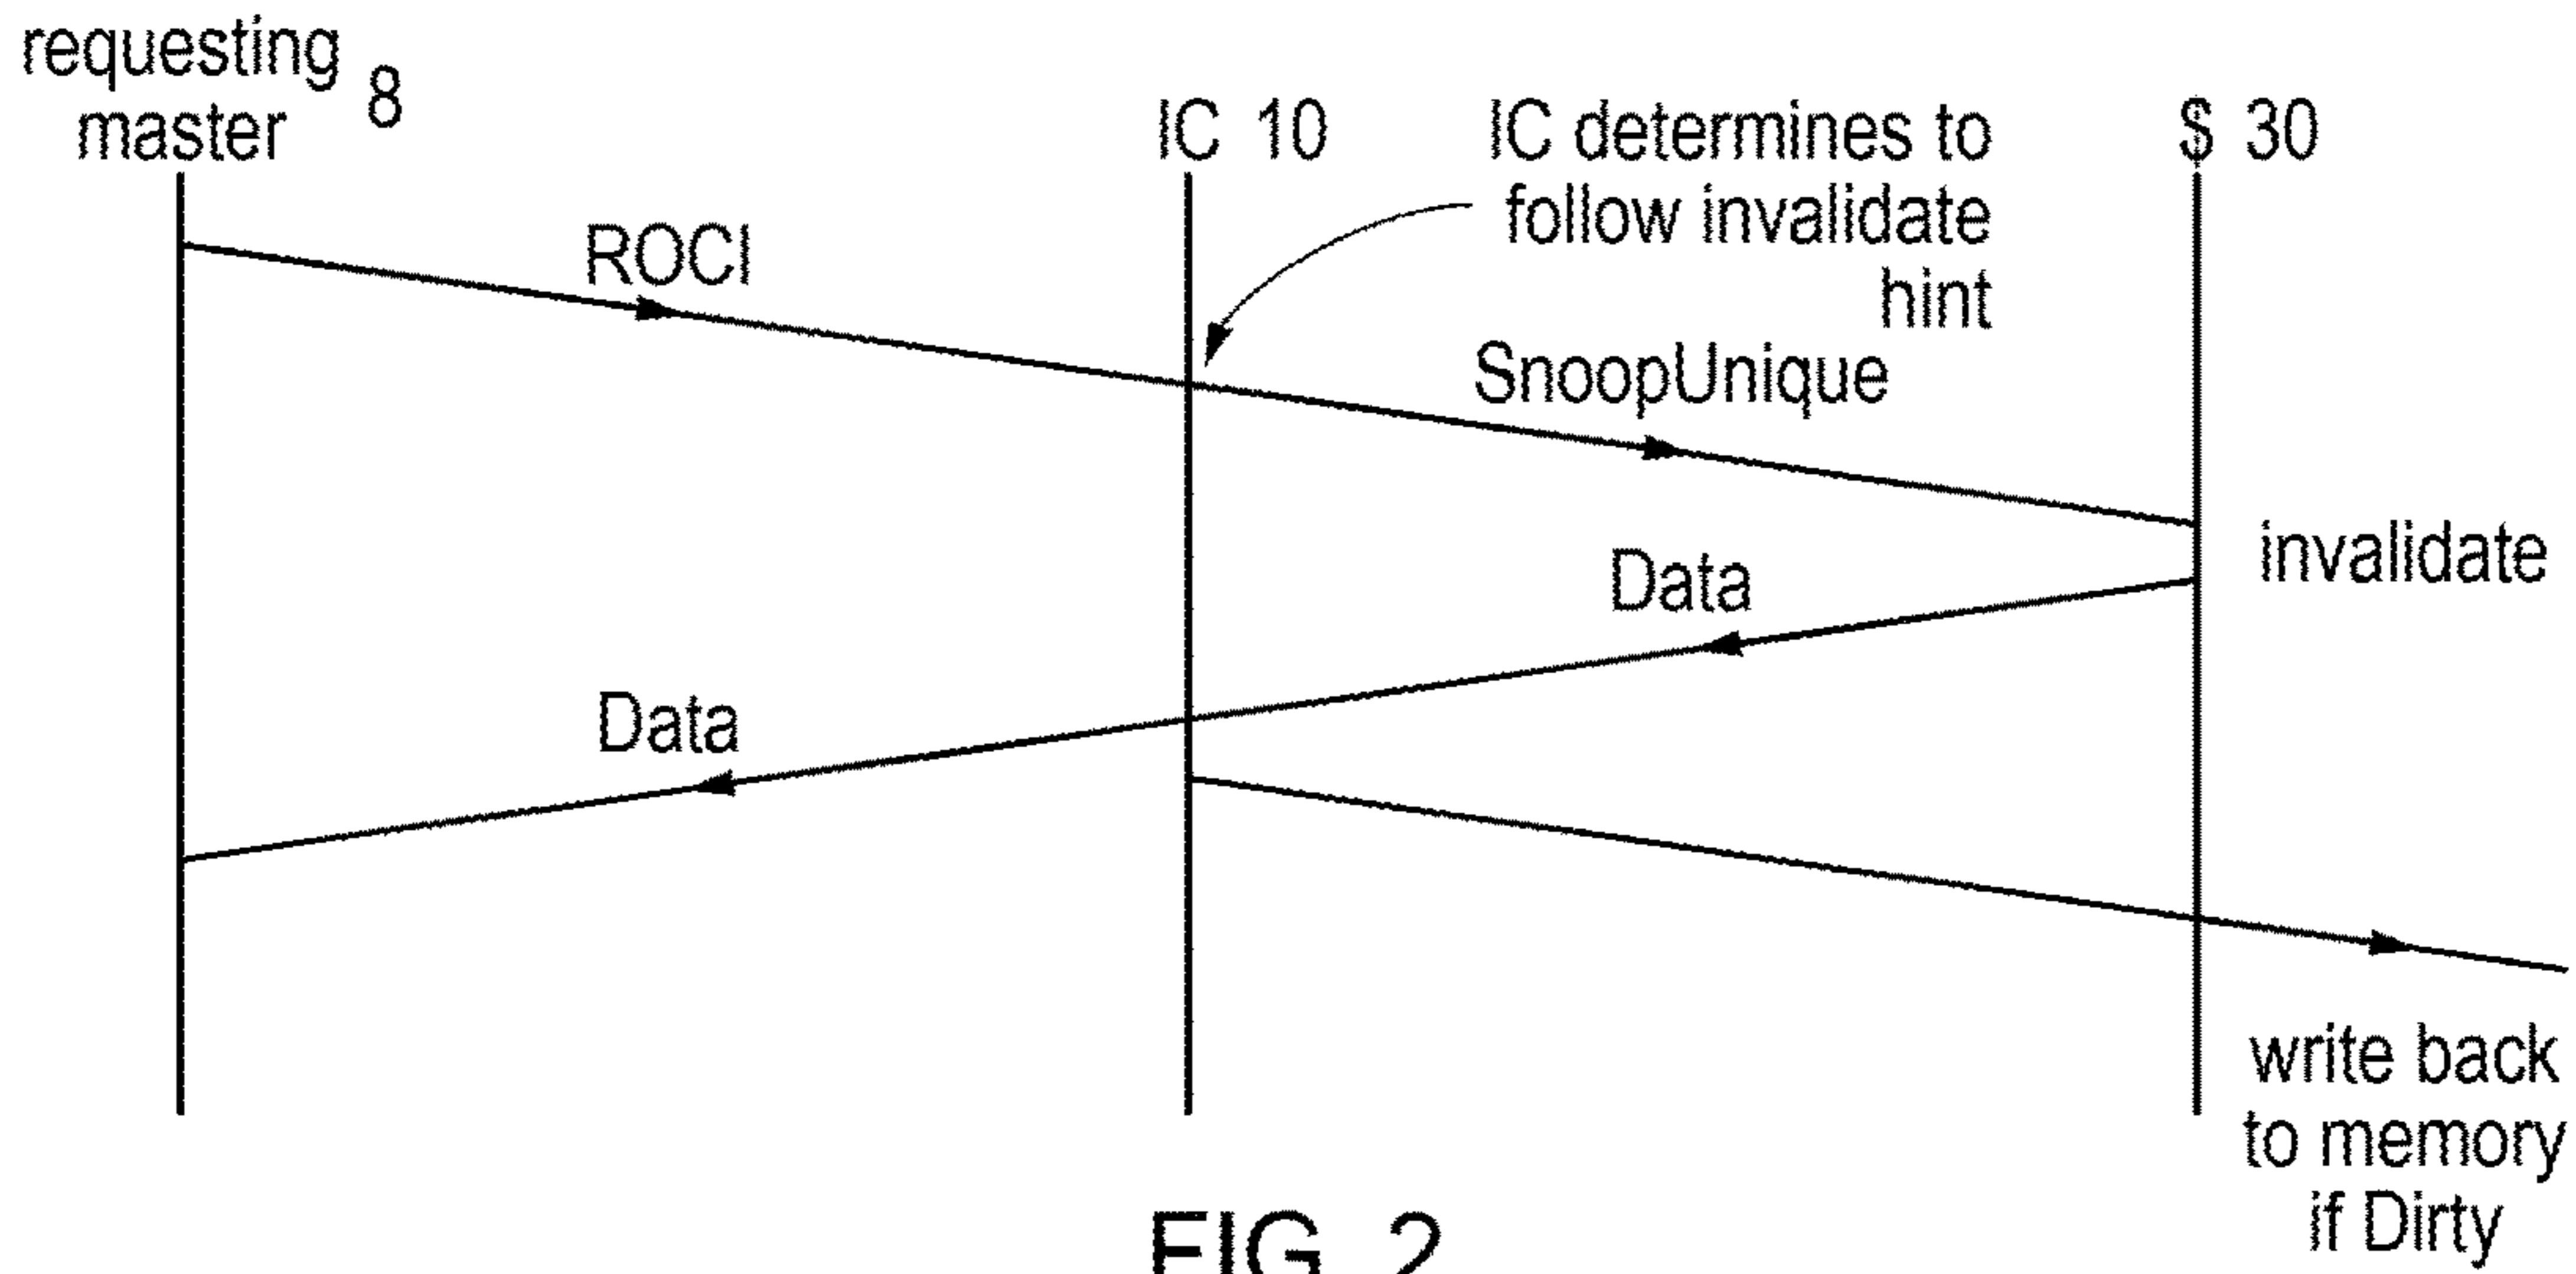 requesting
master 8
IC 10
IC determines to
follow invalidate
hint
$ 30
ROCI
SnoopUnique
invalidate
Data
Data
write back
to memory
if Dirty
FIG. 2